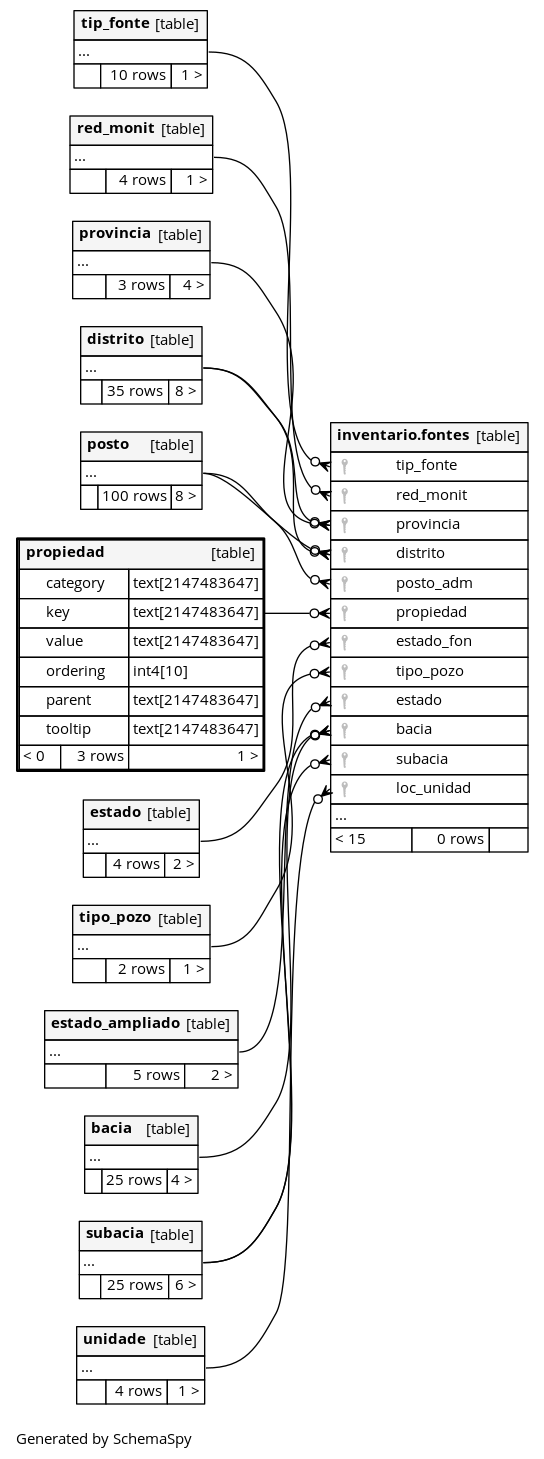 tip_fonte [table]
...
10 rows 1 >
red_monit [table]
...
4 rows 1 >
provincia [table]
...
3 rows 4 >
distrito [table]
...
35 rows 8 >
posto [table]
...
100 rows 8 >
propiedad [table]
category text[2147483647]
key text[2147483647]
value text[2147483647]
ordering int4[10]
parent text[2147483647]
tooltip text[2147483647]
< 0 3 rows 1 >
estado [table]
...
4 rows 2 >
tipo_pozo [table]
...
2 rows 1 >
estado_ampliado [table]
...
5 rows 2 >
bacia [table]
...
25 rows 4 >
subacia [table]
...
25 rows 6 >
unidade [table]
...
4 rows 1 >
inventario.fontes [table]
tip_fonte
red_monit
provincia
distrito
posto_adm
propiedad
estado_fon
tipo_pozo
estado
bacia
subacia
loc_unidad
...
< 15 0 rows
Generated by SchemaSpy